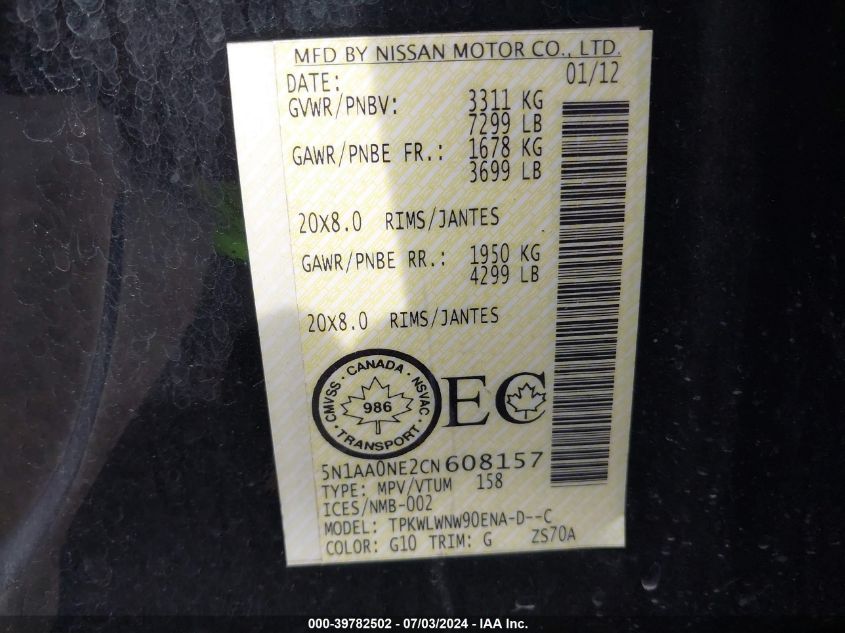 MFD BY NISSAN MOTOR CO., LTD.
DATE: 01/12
GVWR/PNBV: 3311 KG
7299 LB
GAWR/PNBE FR.: 1678 KG
3699 LB
20X8.0 RIMS/JANTES
GAWR/PNBE RR.: 1950 KG
4299 LB
20X8.0 RIMS/JANTES
CMVSS · CANADA · NSVAC · TRANSPORT ·
986
EC
5N1AA0NE2CN608157
TYPE: MPV/VTUM 158
ICES/NMB-002
MODEL: TPKWLWNW90ENA-D--C
COLOR: G10 TRIM: G ZS70A
000-39782502 - 07/03/2024 - IAA Inc.